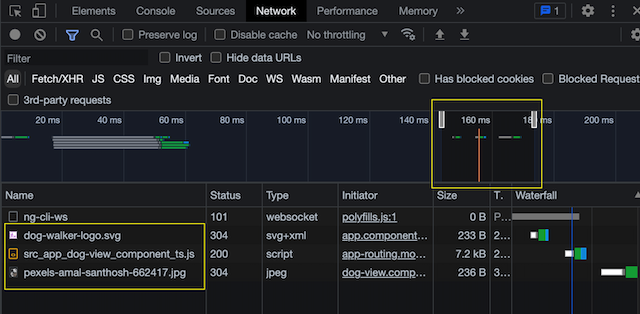 Elements Console Sources Network Performance Memory » 1
Preserve log Disable cache No throttling
Filter Invert Hide data URLs
All Fetch/XHR JS CSS Img Media Font Doc WS Wasm Manifest Other Has blocked cookies Blocked Request
3rd-party requests
20 ms 40 ms 60 ms 80 ms 100 ms 120 ms 140 ms 160 ms 180 ms 200 ms
Name Status Type Initiator Size T. Waterfall
ng-cli-ws 101 websocket polyfills.js:1 0 B P...
dog-walker-logo.svg 304 svg+xml app.component... 233 B 2...
src_app_dog-view_component_ts.js 200 script app-routing.mo... 7.2 kB 2...
pexels-amal-santhosh-662417.jpg 304 jpeg dog-view.comp... 236 B 3...